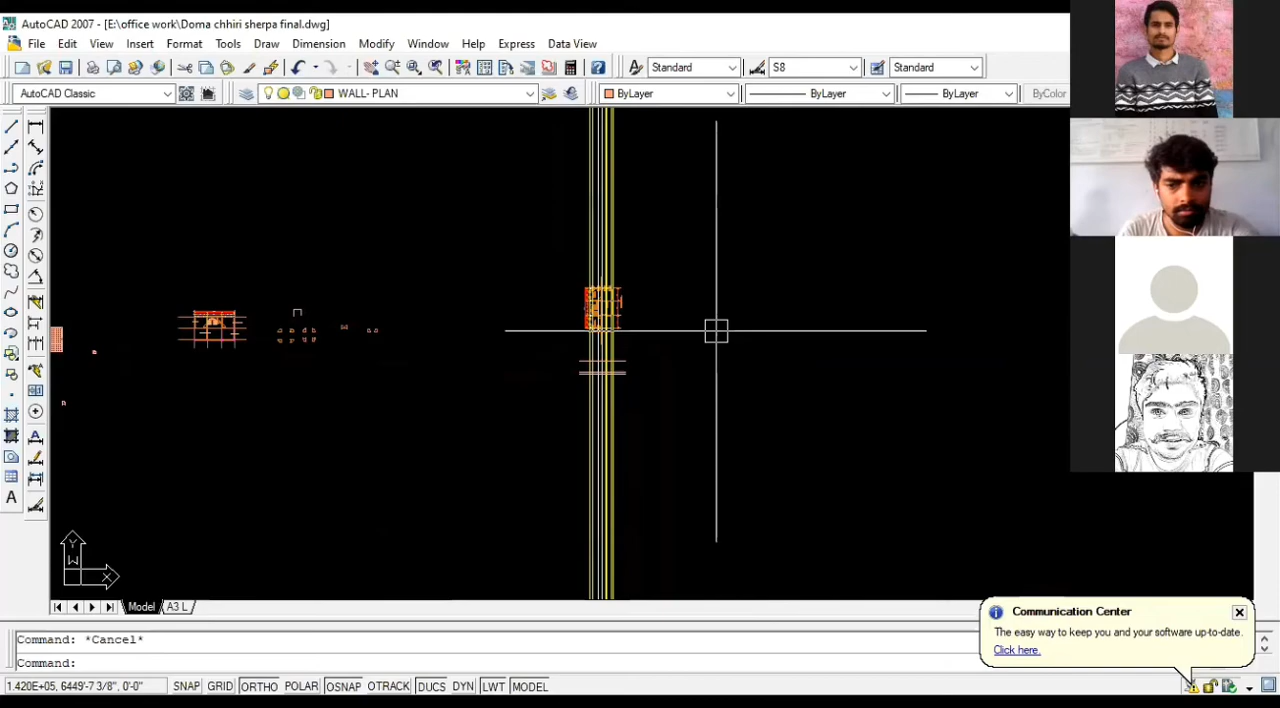 AutoCAD 2007 - [E:\office work\Doma chhiri sherpa final.dwg]
File Edit View Insert Format Tools Draw Dimension Modify Window Help Express Data View
Standard S8 Standard
AutoCAD Classic WALL- PLAN ByLayer ByLayer ByLayer ByColor
A
A
Y
W
X
Model A3 L
Communication Center
The easy way to keep you and your software up-to-date.
Click here.
Command: *Cancel*
Command:
1.420E+05, 6449'-7 3/8", 0'-0" SNAP GRID ORTHO POLAR OSNAP OTRACK DUCS DYN LWT MODEL